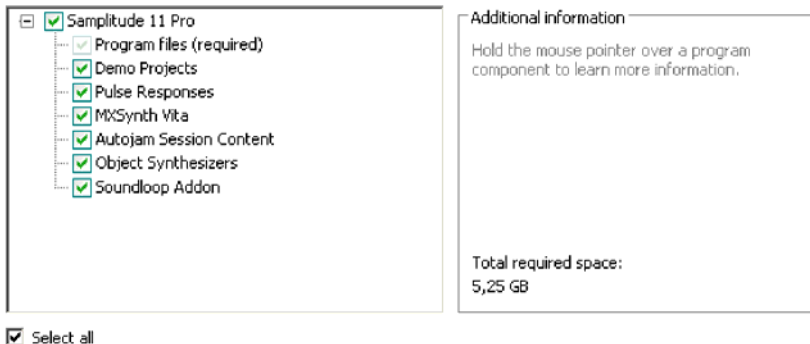 Samplitude 11 Pro
Program files (required)
Demo Projects
Pulse Responses
MXSynth Vita
Autojam Session Content
Object Synthesizers
Soundloop Addon
Select all
Additional information
Hold the mouse pointer over a program
component to learn more information.
Total required space:
5,25 GB